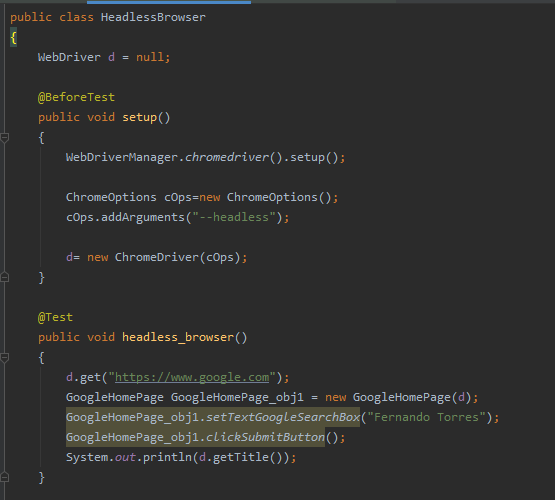 public class HeadlessBrowser
{
WebDriver d = null;
@BeforeTest
public void setup()
{
WebDriverManager.chromedriver().setup();
ChromeOptions cOps=new ChromeOptions();
cOps.addArguments("--headless");
d= new ChromeDriver(cOps);
}
@Test
public void headless_browser()
{
d.get("https://www.google.com");
GoogleHomePage GoogleHomePage_obj1 = new GoogleHomePage(d);
GoogleHomePage_obj1.setTextGoogleSearchBox("Fernando Torres");
GoogleHomePage_obj1.clickSubmitButton();
System.out.println(d.getTitle());
}